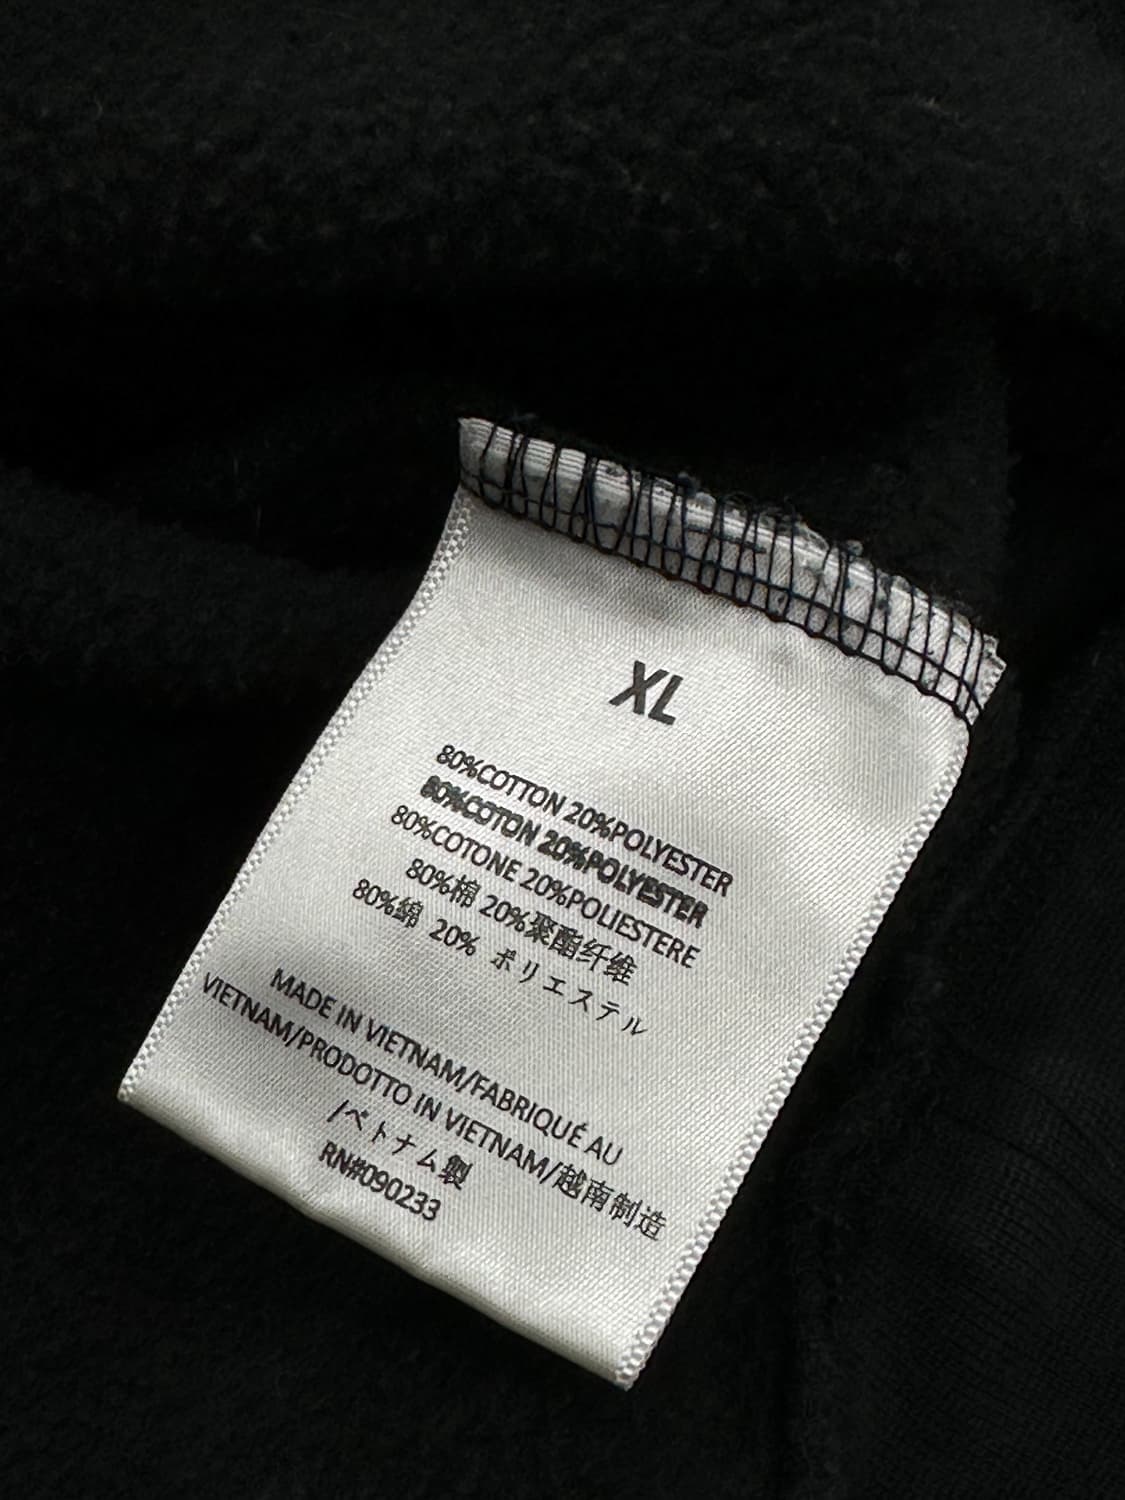 XL
80%COTTON 20%POLYESTER
80%COTON 20%POLYESTER
80%COTONE 20%POLIESTERE
80%棉 20%聚酯纤维
80%綿 20% ポリエステル
MADE IN VIETNAM/FABRIQUÉ AU
VIETNAM/PRODOTTO IN VIETNAM/越南制造
/ベトナム製
RN#090233